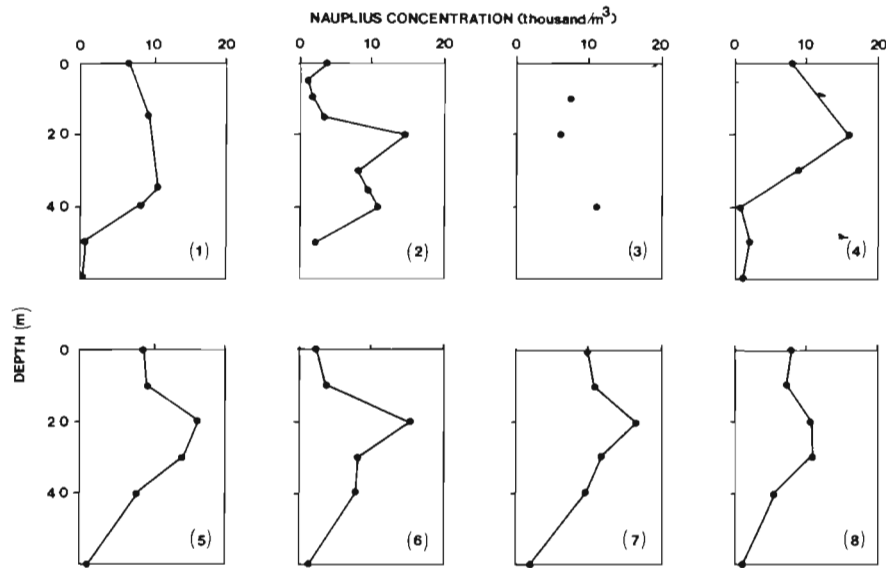 NAUPLIUS CONCENTRATION (thousand/m³)
0 10 20 0 10 20 0 10 20 0 10 20
0
20
40
(1) (2) (3) (4)
DEPTH (m)
0
20
40
(5) (6) (7) (8)